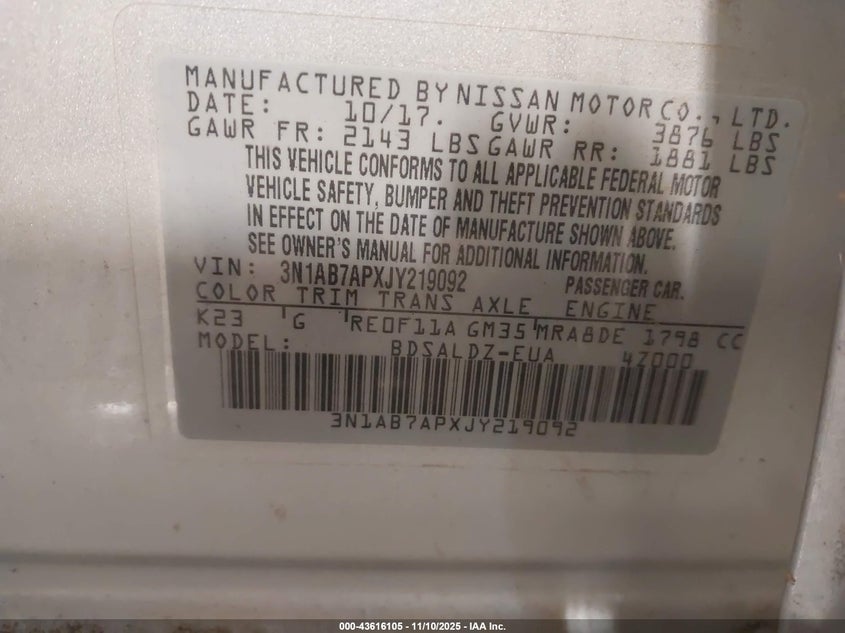 MANUFACTURED BY NISSAN MOTOR CO., LTD.
DATE: 10/17. GVWR: 3876 LBS
GAWR FR: 2143 LBS GAWR RR: 1881 LBS
THIS VEHICLE CONFORMS TO ALL APPLICABLE FEDERAL MOTOR
VEHICLE SAFETY, BUMPER AND THEFT PREVENTION STANDARDS
IN EFFECT ON THE DATE OF MANUFACTURE SHOWN ABOVE.
SEE OWNER'S MANUAL FOR ADDITIONAL INFORMATION.
VIN: 3N1AB7APXJY219092 PASSENGER CAR.
COLOR TRIM TRANS AXLE ENGINE
K23 G RE0F11A GM35 MRA8DE 1798 CC
MODEL: BDSALDZ-EUA 4Z000
3N1AB7APXJY219092
000-43616105 — 11/10/2025 — IAA Inc.